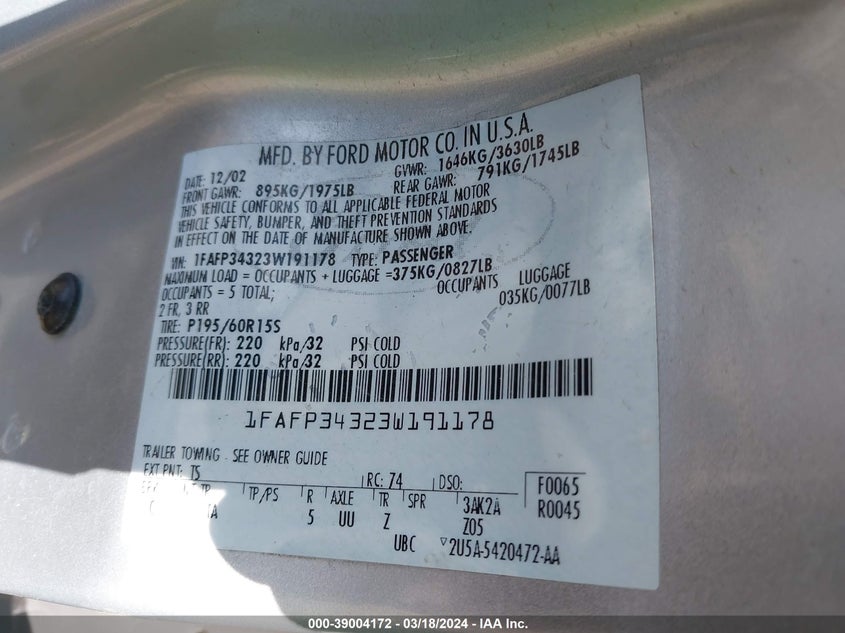 MFD. BY FORD MOTOR CO. IN U.S.A.
DATE: 12/02 GVWR: 1646KG/3630LB
FRONT GAWR: 895KG/1975LB REAR GAWR: 791KG/1745LB
THIS VEHICLE CONFORMS TO ALL APPLICABLE FEDERAL MOTOR
VEHICLE SAFETY, BUMPER, AND THEFT PREVENTION STANDARDS
IN EFFECT ON THE DATE OF MANUFACTURE SHOWN ABOVE.
VIN: 1FAFP34323W191178 TYPE: PASSENGER
MAXIMUM LOAD = OCCUPANTS + LUGGAGE =375KG/0827LB
OCCUPANTS = 5 TOTAL; OCCUPANTS LUGGAGE
2 FR, 3 RR 035KG/0077LB
TIRE: P195/60R15S
PRESSURE(FR): 220 kPa/32 PSI COLD
PRESSURE(RR): 220 kPa/32 PSI COLD
1FAFP34323W191178
TRAILER TOWING - SEE OWNER GUIDE
EXT PNT: TS RC: 74 DSO: F0065
TP/PS R AXLE TR SPR 3AK2A R0045
5 UU Z Z05
UBC ▽2U5A-5420472-AA
000-39004172 - 03/18/2024 - IAA Inc.